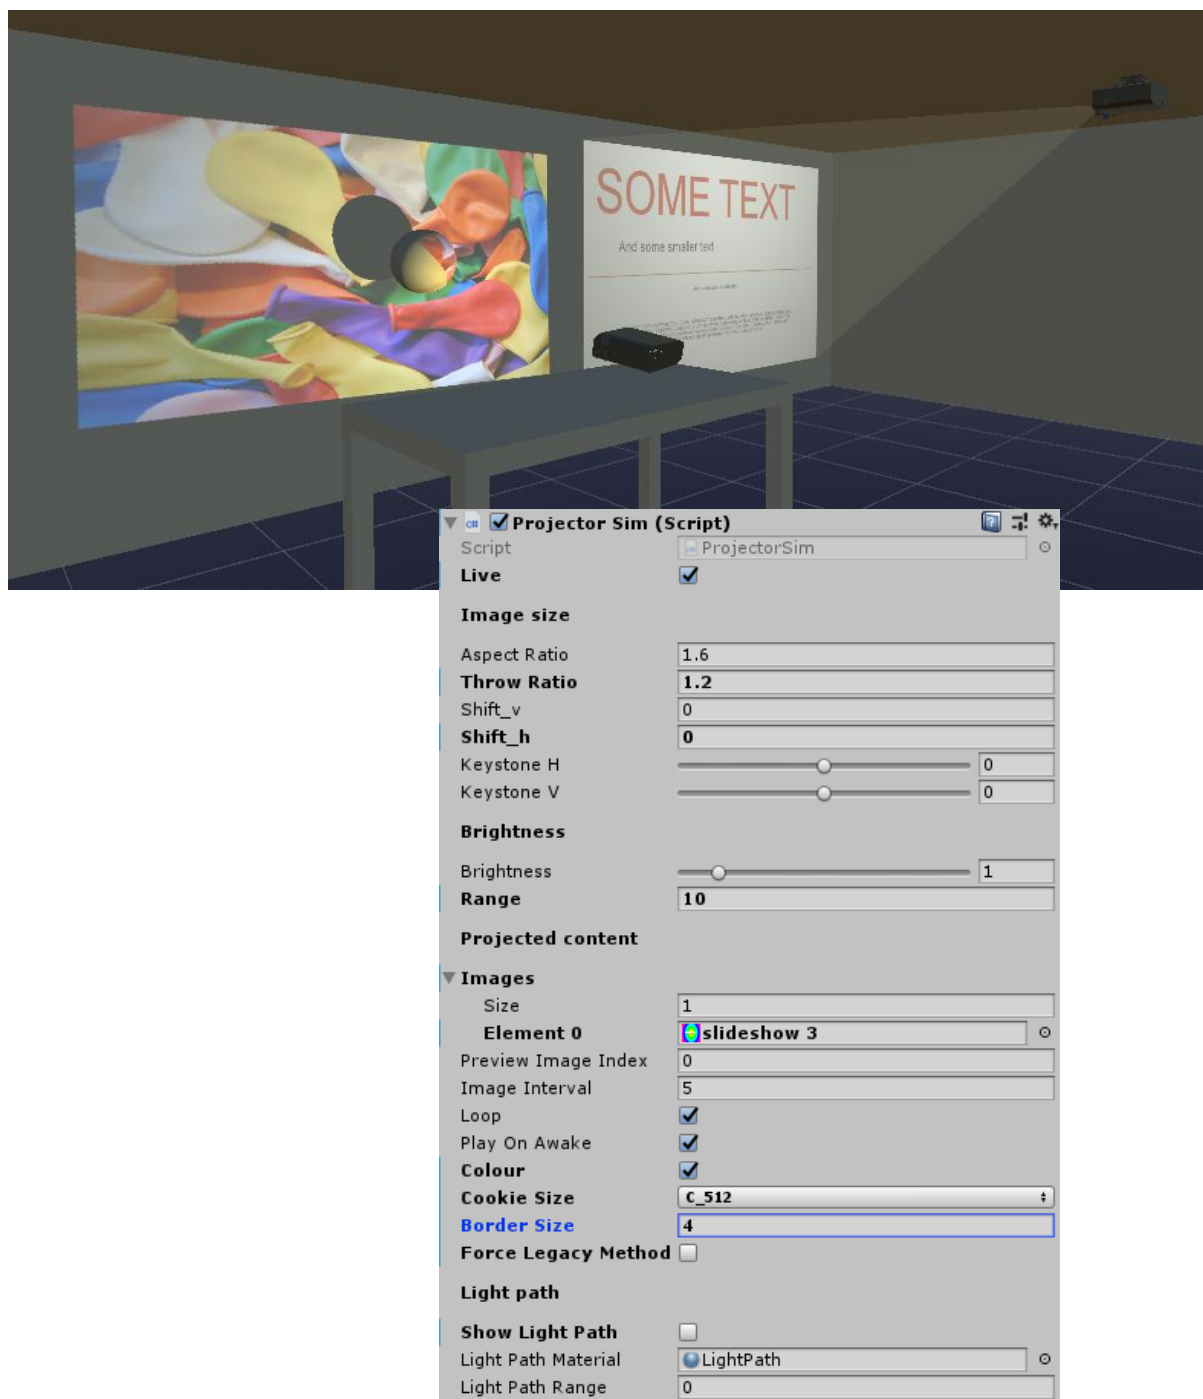 SOME TEXT
And some smaller text
Projector Sim (Script)
Script ProjectorSim
Live
Image size
Aspect Ratio 1.6
Throw Ratio 1.2
Shift_v 0
Shift_h 0
Keystone H 0
Keystone V 0
Brightness
Brightness 1
Range 10
Projected content
Images
Size 1
Element 0 slideshow 3
Preview Image Index 0
Image Interval 5
Loop
Play On Awake
Colour
Cookie Size C_512
Border Size 4
Force Legacy Method
Light path
Show Light Path
Light Path Material LightPath
Light Path Range 0